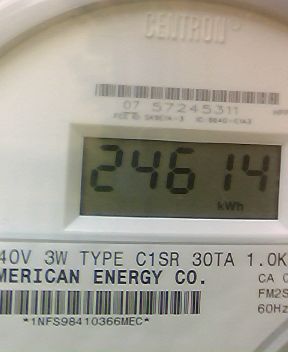 CENTRON®
07 57245311
24614
kWh
40V 3W TYPE C1SR 30TA 1.0K
MERICAN ENERGY CO.
CA
FM2S
60Hz
*1NFS98410366MEC*